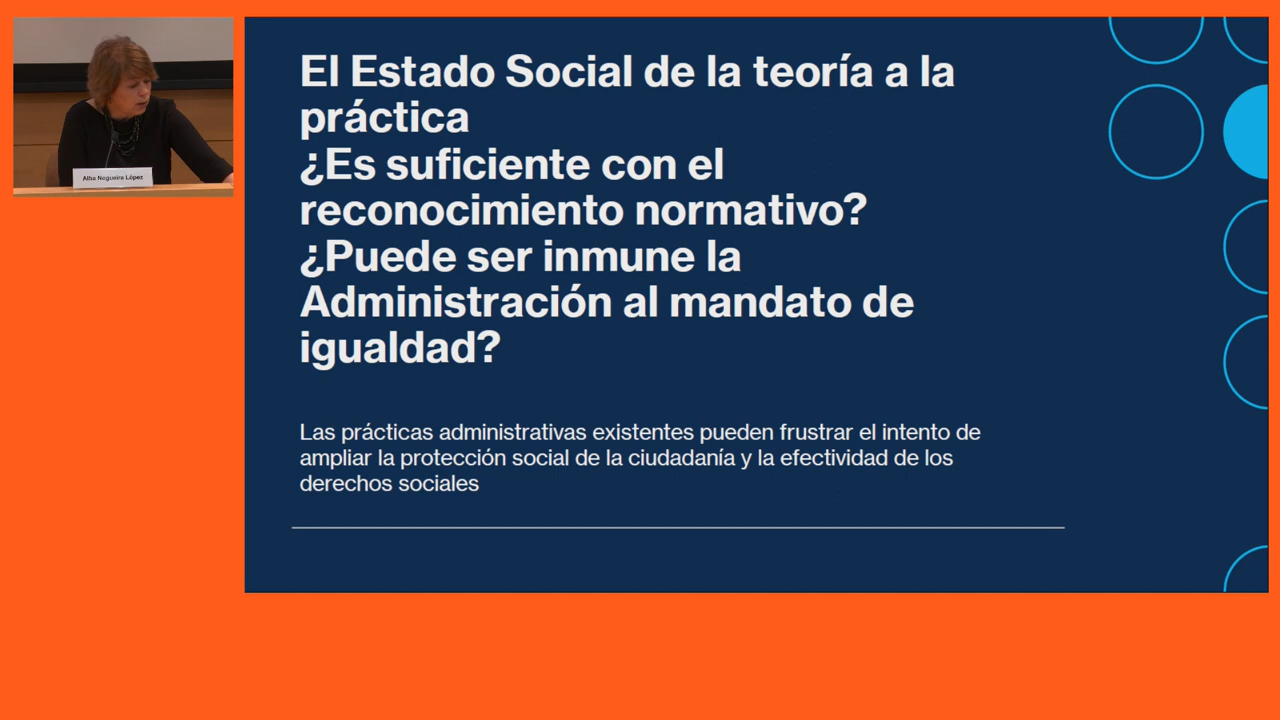 Alba Nogueira López
El Estado Social de la teoría a la
práctica
¿Es suficiente con el
reconocimiento normativo?
¿Puede ser inmune la
Administración al mandato de
igualdad?
Las prácticas administrativas existentes pueden frustrar el intento de
ampliar la protección social de la ciudadanía y la efectividad de los
derechos sociales